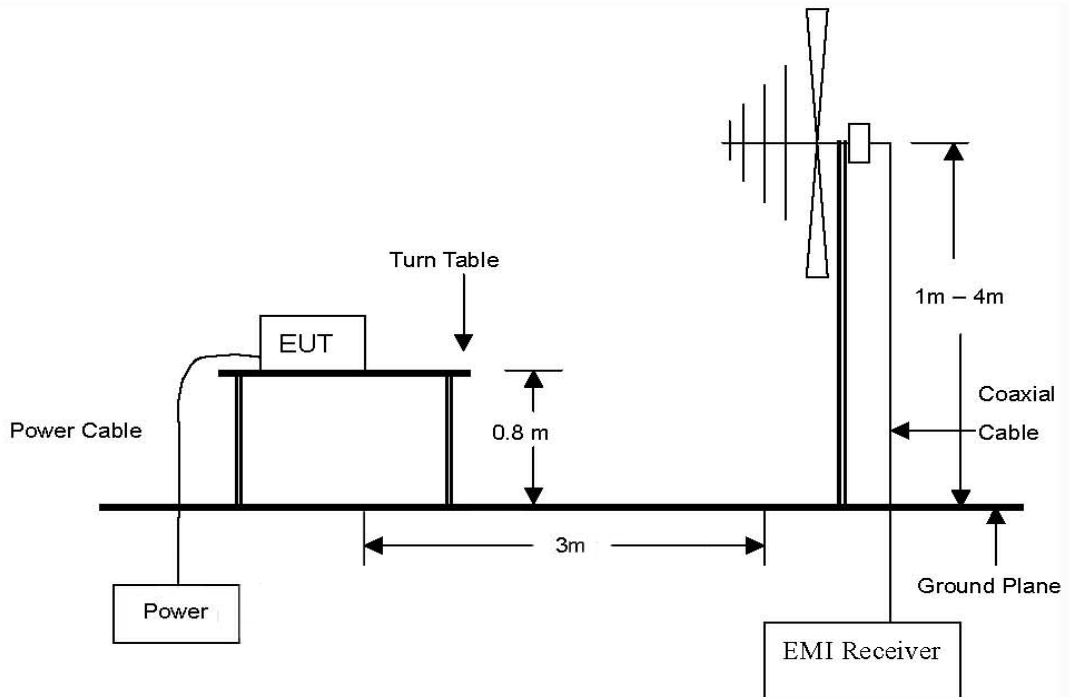 Turn Table
1m – 4m
EUT
Coaxial
Cable
Power Cable
0.8 m
3m
Ground Plane
Power
EMI Receiver